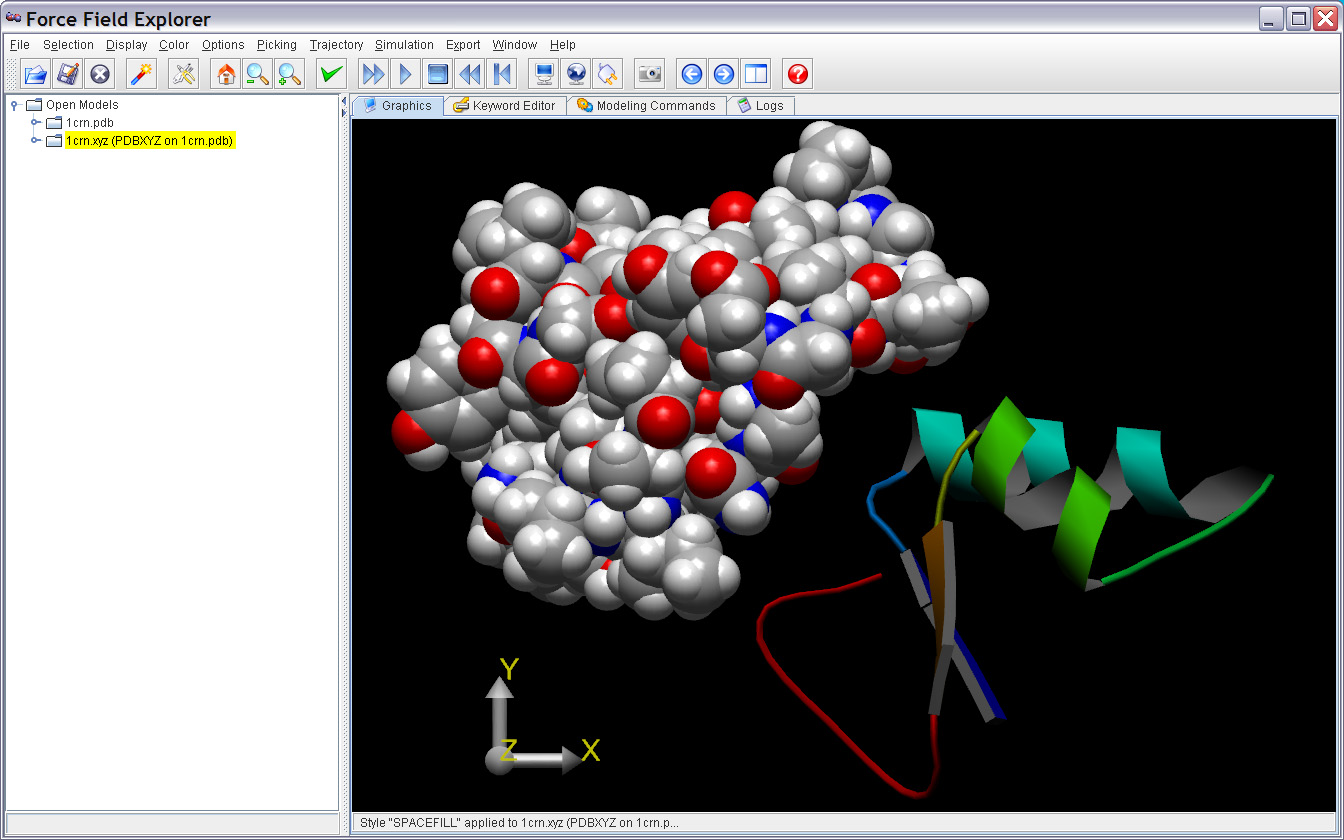 Force Field Explorer
File Selection Display Color Options Picking Trajectory Simulation Export Window Help
Open Models
1crn.pdb
1crn.xyz (PDBXYZ on 1crn.pdb)
Graphics Keyword Editor Modeling Commands Logs
Y
Z X
Style "SPACEFILL" applied to 1crn.xyz (PDBXYZ on 1crn.p...